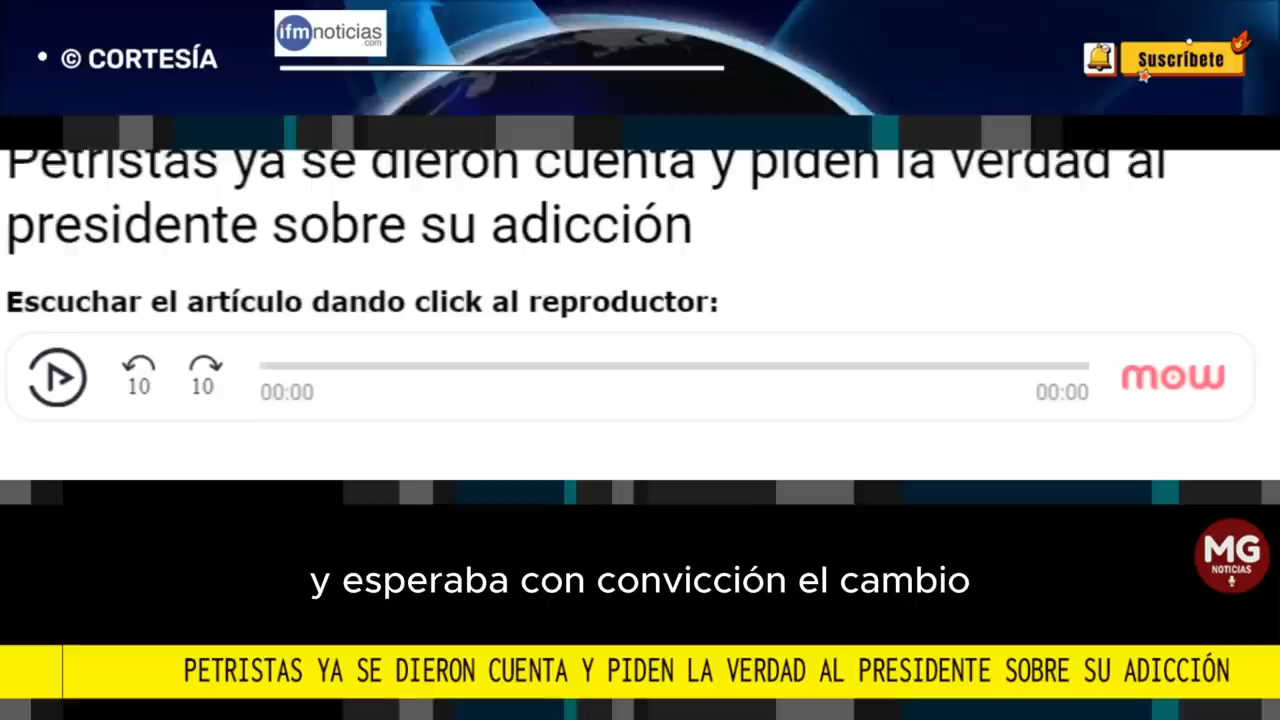 • © CORTESÍA
ifmnoticias
.com
Suscríbete
Petristas ya se dieron cuenta y piden la verdad al
presidente sobre su adicción
Escuchar el artículo dando click al reproductor:
10
10
00:00
00:00
mow
y esperaba con convicción el cambio
MG
NOTICIAS
PETRISTAS YA SE DIERON CUENTA Y PIDEN LA VERDAD AL PRESIDENTE SOBRE SU ADICCIÓN